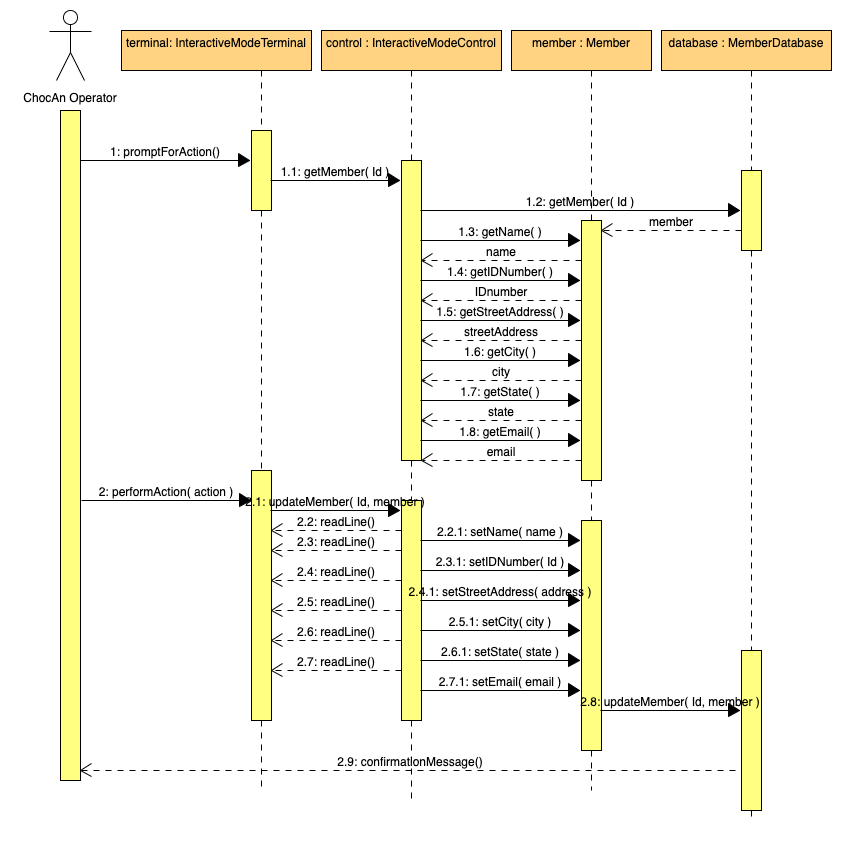 terminal: InteractiveModeTerminal
control : InteractiveModeControl
member : Member
database : MemberDatabase
ChocAn Operator
1: promptForAction()
1.1: getMember( Id )
1.2: getMember( Id )
member
1.3: getName( )
name
1.4: getIDNumber( )
IDnumber
1.5: getStreetAddress( )
streetAddress
1.6: getCity( )
city
1.7: getState( )
state
1.8: getEmail( )
email
2: performAction( action )
2.1: updateMember( Id, member )
2.2: readLine()
2.2.1: setName( name )
2.3: readLine()
2.3.1: setIDNumber( Id )
2.4: readLine()
2.4.1: setStreetAddress( address )
2.5: readLine()
2.5.1: setCity( city )
2.6: readLine()
2.6.1: setState( state )
2.7: readLine()
2.7.1: setEmail( email )
2.8: updateMember( Id, member )
2.9: confirmationMessage()